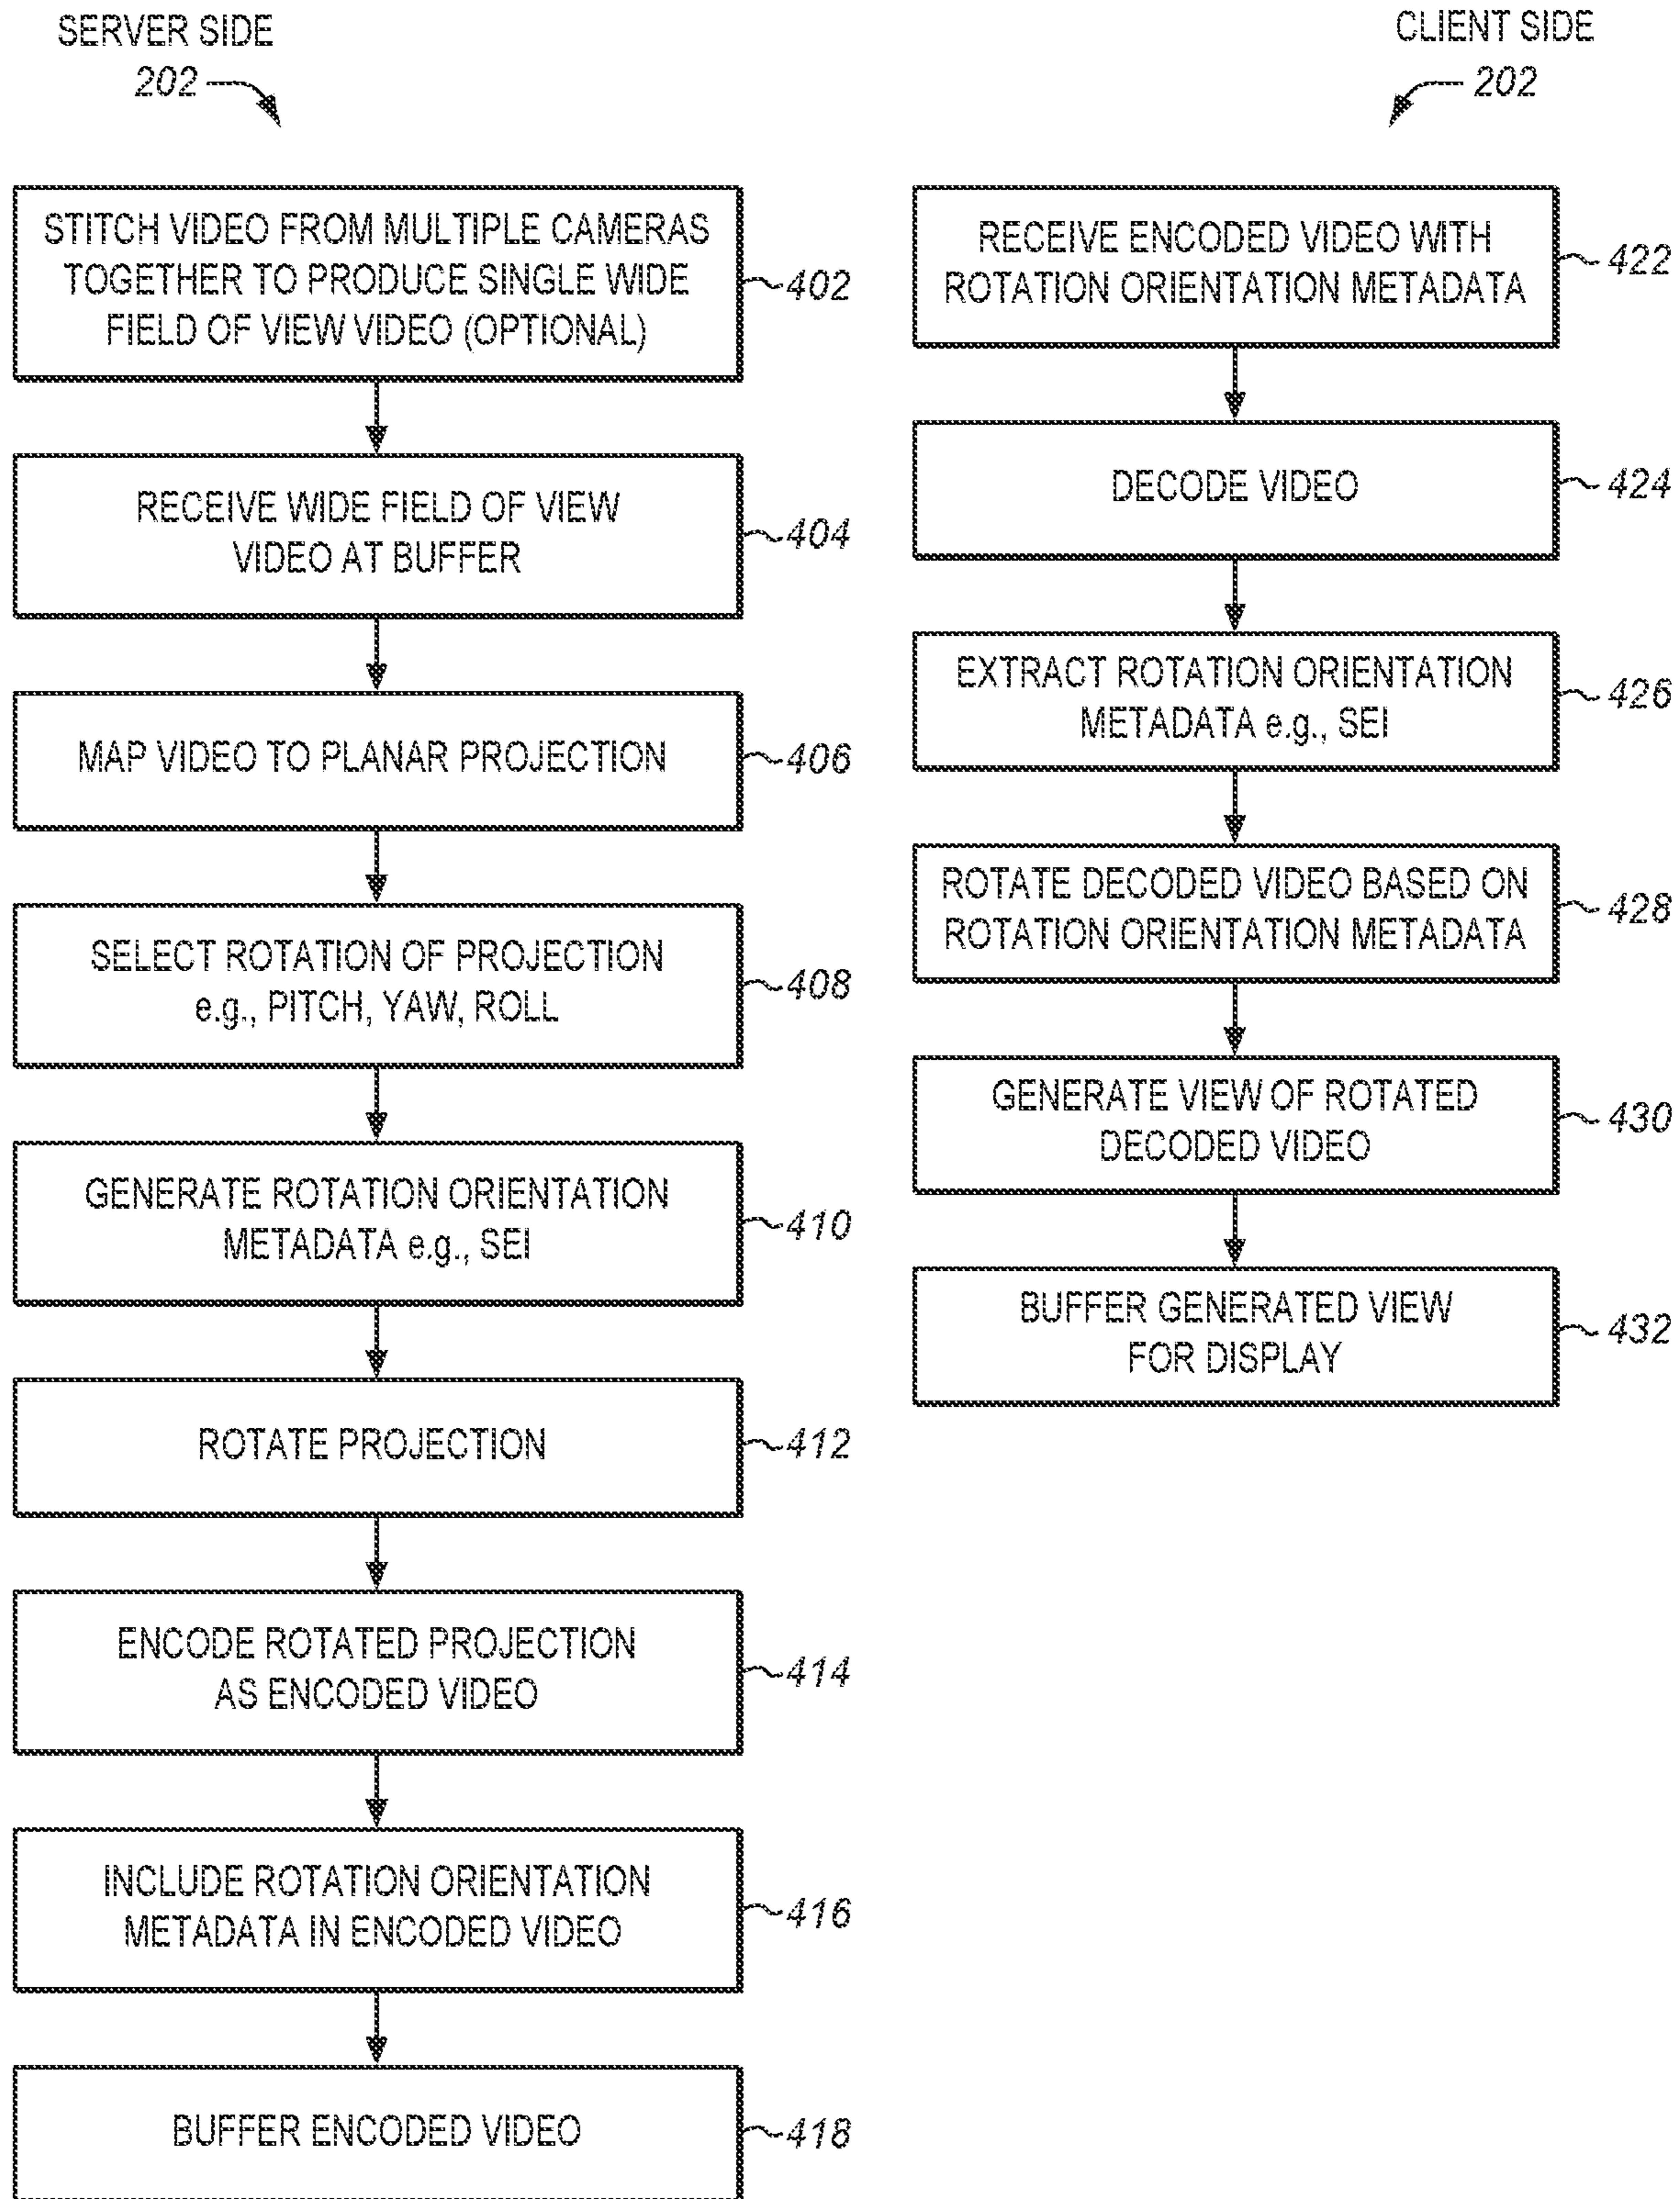 SERVER SIDE
202
STITCH VIDEO FROM MULTIPLE CAMERAS
TOGETHER TO PRODUCE SINGLE WIDE
FIELD OF VIEW VIDEO (OPTIONAL)
402
RECEIVE WIDE FIELD OF VIEW
VIDEO AT BUFFER
404
MAP VIDEO TO PLANAR PROJECTION
406
SELECT ROTATION OF PROJECTION
e.g., PITCH, YAW, ROLL
408
GENERATE ROTATION ORIENTATION
METADATA e.g., SEI
410
ROTATE PROJECTION
412
ENCODE ROTATED PROJECTION
AS ENCODED VIDEO
414
INCLUDE ROTATION ORIENTATION
METADATA IN ENCODED VIDEO
416
BUFFER ENCODED VIDEO
418
CLIENT SIDE
202
RECEIVE ENCODED VIDEO WITH
ROTATION ORIENTATION METADATA
422
DECODE VIDEO
424
EXTRACT ROTATION ORIENTATION
METADATA e.g., SEI
426
ROTATE DECODED VIDEO BASED ON
ROTATION ORIENTATION METADATA
428
GENERATE VIEW OF ROTATED
DECODED VIDEO
430
BUFFER GENERATED VIEW
FOR DISPLAY
432